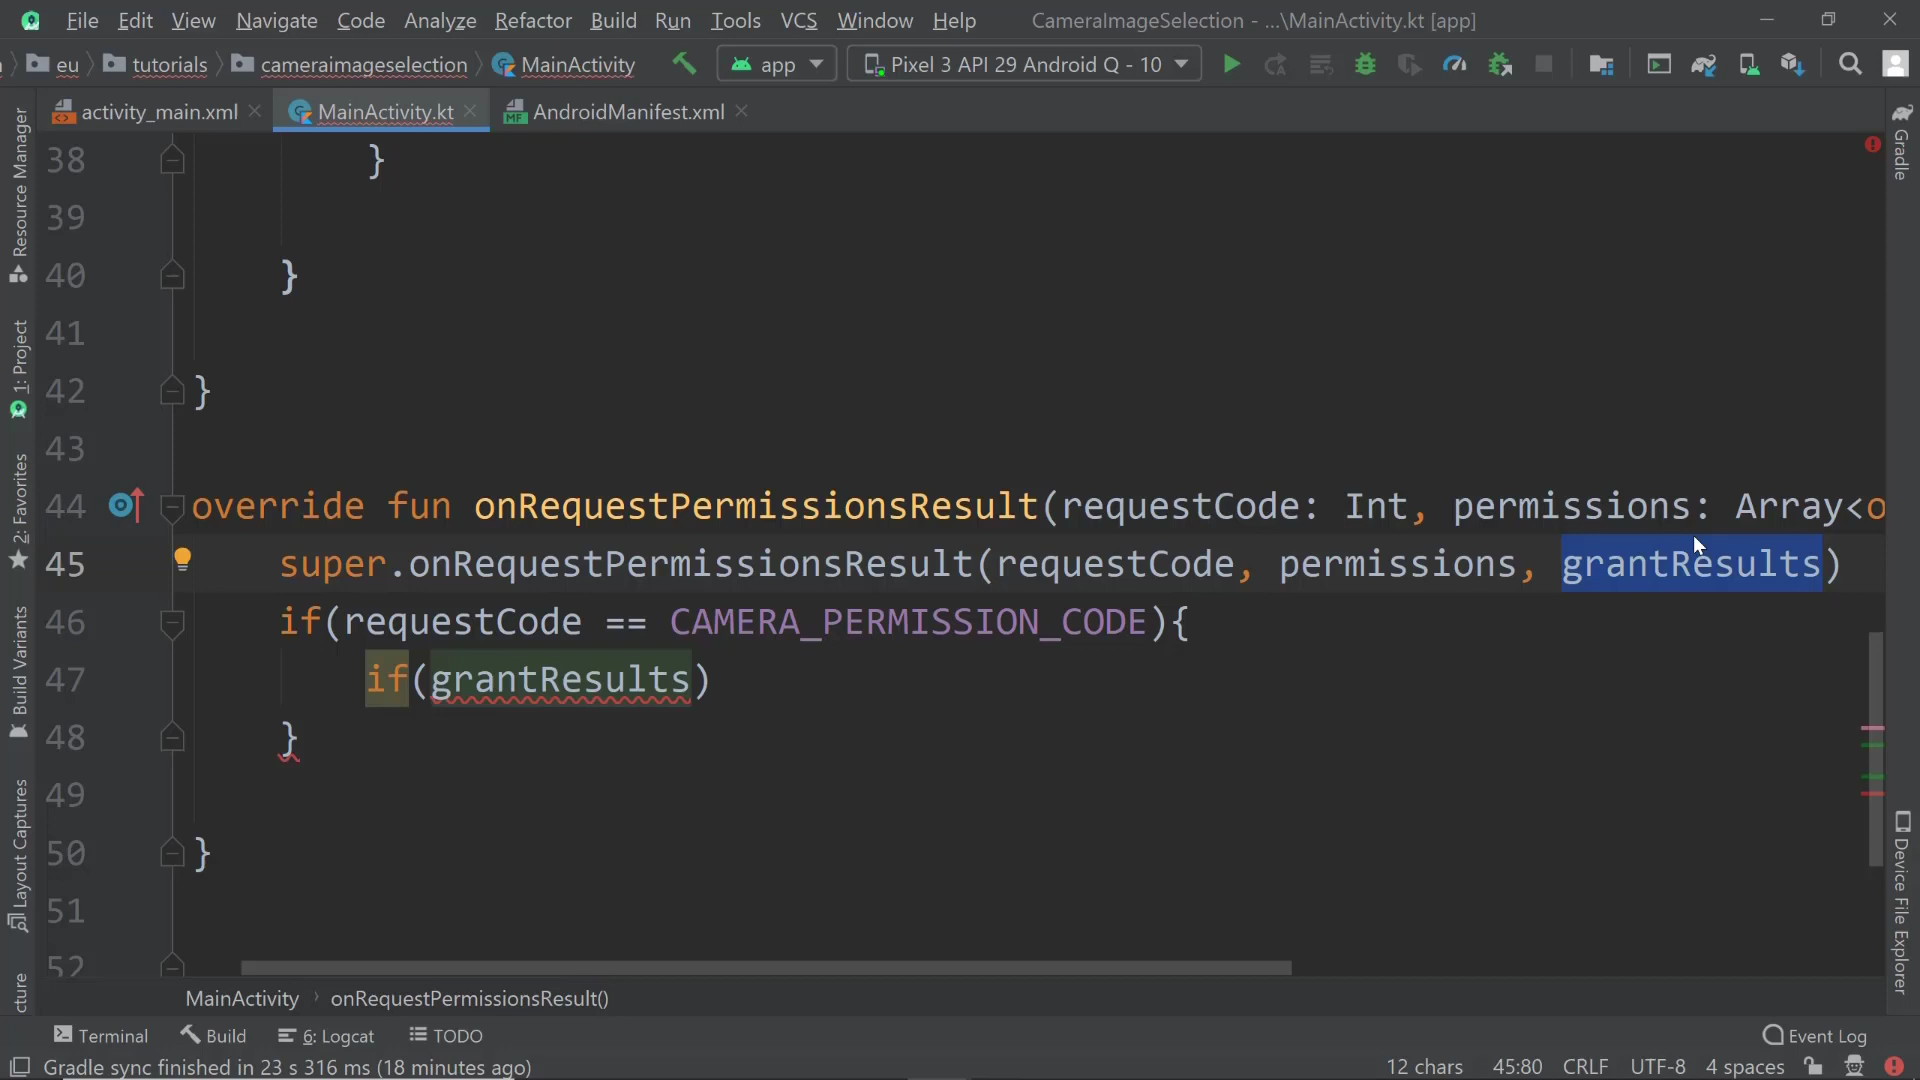 File Edit View Navigate Code Analyze Refactor Build Run Tools VCS Window Help CameraImageSelection - ...\MainActivity.kt [app]
eu tutorials cameraimageselection MainActivity app Pixel 3 API 29 Android Q - 10
activity_main.xml MainActivity.kt AndroidManifest.xml
Resource Manager
1: Project
2: Favorites
Build Variants
Layout Captures
cture
38 }
39
40 }
41
42 }
43
44 override fun onRequestPermissionsResult(requestCode: Int, permissions: Array<o
45 super.onRequestPermissionsResult(requestCode, permissions, grantResults)
46 if(requestCode == CAMERA_PERMISSION_CODE){
47 if(grantResults)
48 }
49
50 }
51
52
Gradle
Device File Explorer
MainActivity onRequestPermissionsResult()
Terminal Build 6: Logcat TODO Event Log
Gradle sync finished in 23 s 316 ms (18 minutes ago) 12 chars 45:80 CRLF UTF-8 4 spaces